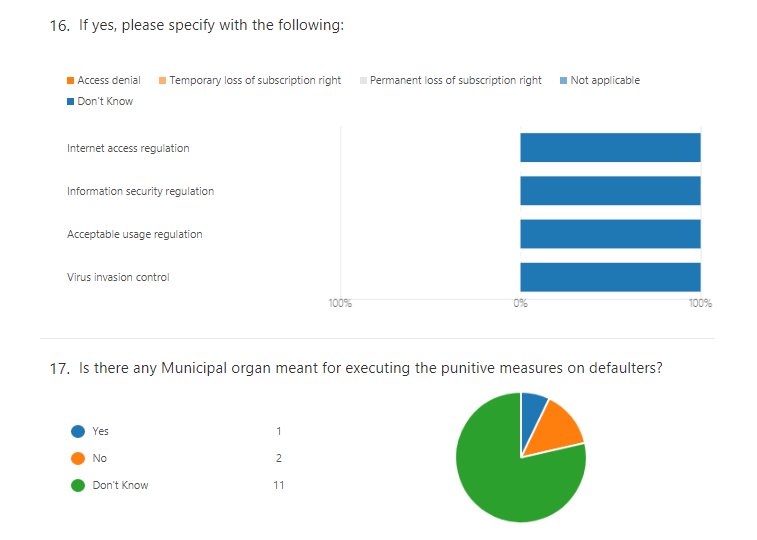 16. If yes, please specify with the following:
Access denial Temporary loss of subscription right Permanent loss of subscription right Not applicable
Don't Know
Internet access regulation
Information security regulation
Acceptable usage regulation
Virus invasion control
100% 0% 100%
17. Is there any Municipal organ meant for executing the punitive measures on defaulters?
Yes 1
No 2
Don't Know 11